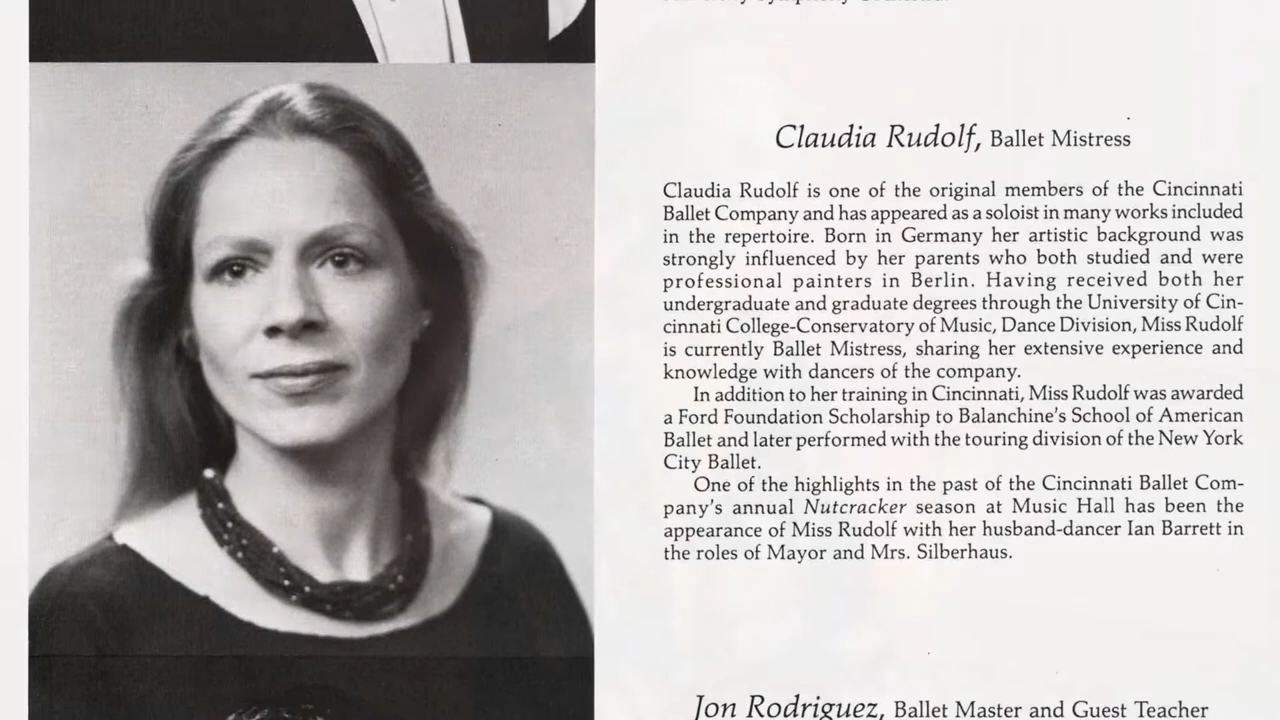 Claudia Rudolf, Ballet Mistress
Claudia Rudolf is one of the original members of the Cincinnati
Ballet Company and has appeared as a soloist in many works included
in the repertoire. Born in Germany her artistic background was
strongly influenced by her parents who both studied and were
professional painters in Berlin. Having received both her
undergraduate and graduate degrees through the University of Cin-
cinnati College-Conservatory of Music, Dance Division, Miss Rudolf
is currently Ballet Mistress, sharing her extensive experience and
knowledge with dancers of the company.
In addition to her training in Cincinnati, Miss Rudolf was awarded
a Ford Foundation Scholarship to Balanchine's School of American
Ballet and later performed with the touring division of the New York
City Ballet.
One of the highlights in the past of the Cincinnati Ballet Com-
pany's annual Nutcracker season at Music Hall has been the
appearance of Miss Rudolf with her husband-dancer Ian Barrett in
the roles of Mayor and Mrs. Silberhaus.
Jon Rodriguez, Ballet Master and Guest Teacher